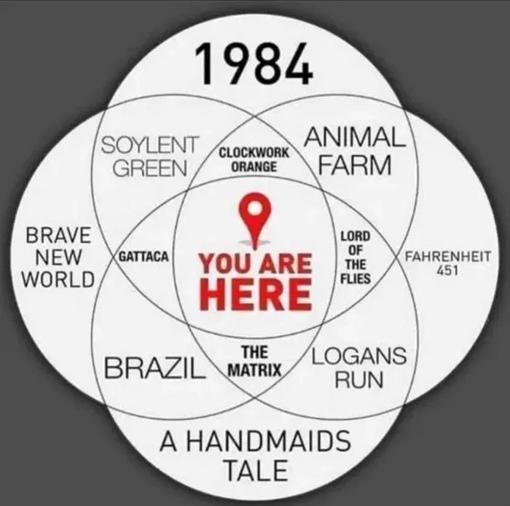 1984
SOYLENT
GREEN
CLOCKWORK
ORANGE
ANIMAL
FARM
BRAVE
NEW
WORLD
GATTACA
YOU ARE
HERE
LORD
OF
THE
FLIES
FAHRENHEIT
451
BRAZIL
THE
MATRIX
LOGANS
RUN
A HANDMAIDS
TALE